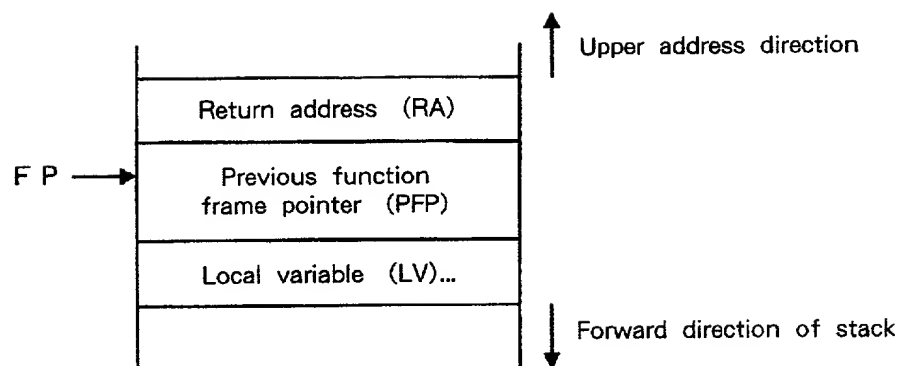 Upper address direction
Return address (RA)
F P
Previous function
frame pointer (PFP)
Local variable (LV)...
Forward direction of stack